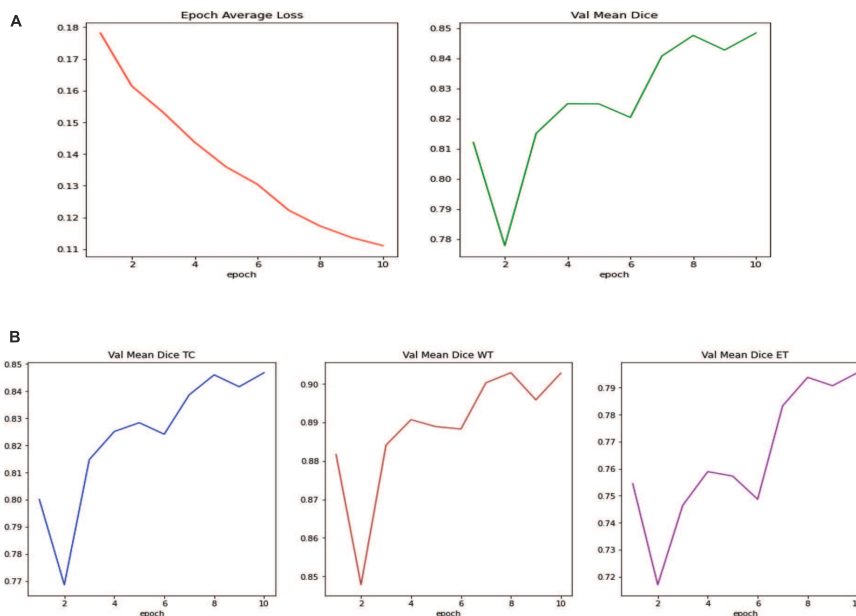 A
Epoch Average Loss
0.18
0.17
0.16
0.15
0.14
0.13
0.12
0.11
2 4 6 8 10
epoch
Val Mean Dice
0.85
0.84
0.83
0.82
0.81
0.80
0.79
0.78
2 4 6 8 10
epoch
B
Val Mean Dice TC
0.85
0.84
0.83
0.82
0.81
0.80
0.79
0.78
0.77
2 4 6 8 10
epoch
Val Mean Dice WT
0.90
0.89
0.88
0.87
0.86
0.85
2 4 6 8 10
epoch
Val Mean Dice ET
0.79
0.78
0.77
0.76
0.75
0.74
0.73
0.72
2 4 6 8 10
epoch